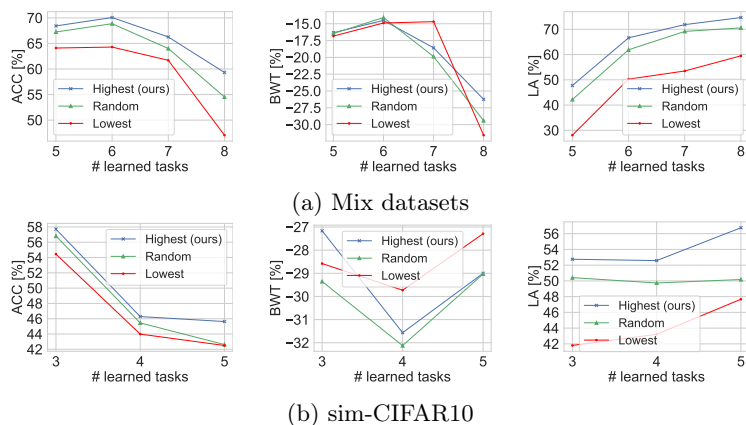 ACC [%]
70
65
60
55
50
Highest (ours)
Random
Lowest
5 6 7 8
# learned tasks
BWT [%]
−15.0
−17.5
−20.0
−22.5
−25.0
−27.5
−30.0
Highest (ours)
Random
Lowest
5 6 7 8
# learned tasks
LA [%]
70
60
50
40
30
Highest (ours)
Random
Lowest
5 6 7 8
# learned tasks
(a) Mix datasets
ACC [%]
58
56
54
52
50
48
46
44
42
Highest (ours)
Random
Lowest
3 4 5
# learned tasks
BWT [%]
−27
−28
−29
−30
−31
−32
Highest (ours)
Random
Lowest
3 4 5
# learned tasks
LA [%]
56
54
52
50
48
46
44
42
Highest (ours)
Random
Lowest
3 4 5
# learned tasks
(b) sim-CIFAR10